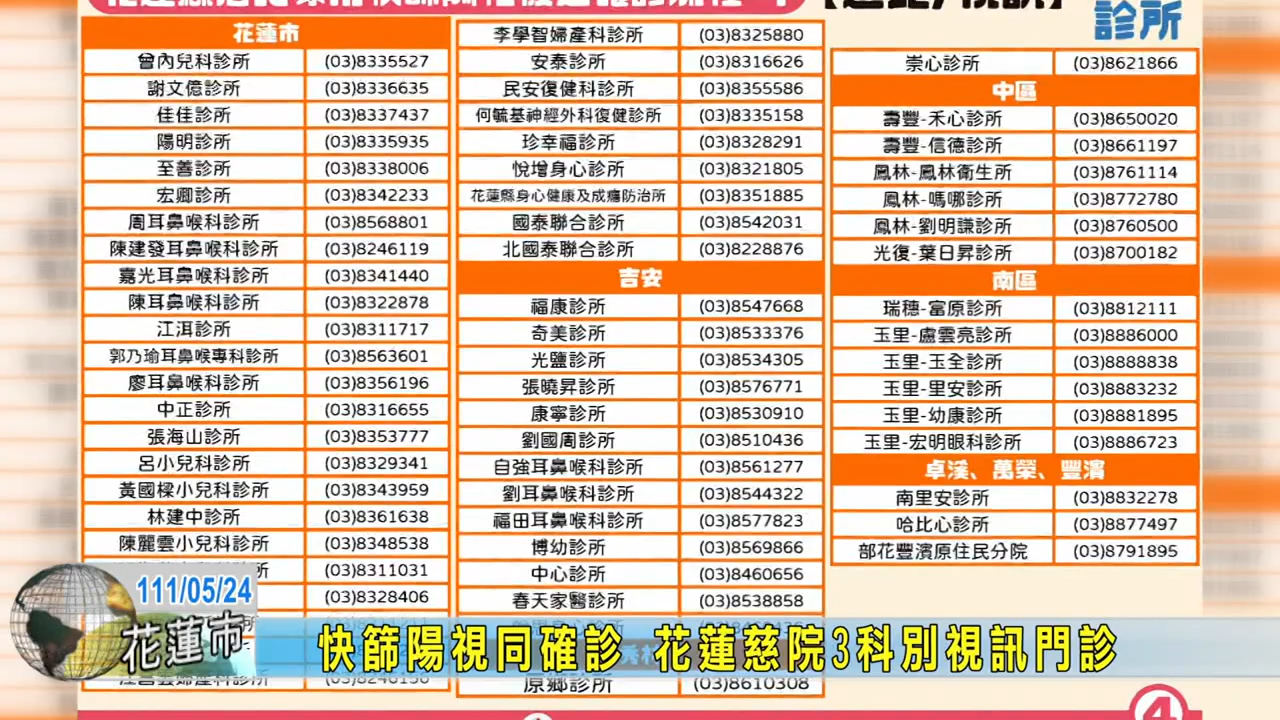 診所
花蓮市
曾內兒科診所 (03)8335527
謝文億診所 (03)8336635
佳佳診所 (03)8337437
陽明診所 (03)8335935
至善診所 (03)8338006
宏卿診所 (03)8342233
周耳鼻喉科診所 (03)8568801
陳建發耳鼻喉科診所 (03)8246119
嘉光耳鼻喉科診所 (03)8341440
陳耳鼻喉科診所 (03)8322878
江洱診所 (03)8311717
郭乃瑜耳鼻喉專科診所 (03)8563601
廖耳鼻喉科診所 (03)8356196
中正診所 (03)8316655
張海山診所 (03)8353777
呂小兒科診所 (03)8329341
黃國樑小兒科診所 (03)8343959
林建中診所 (03)8361638
陳麗雲小兒科診所 (03)8348538
(03)8311031
(03)8328406
李學智婦產科診所 (03)8325880
安泰診所 (03)8316626
民安復健科診所 (03)8355586
何毓基神經外科復健診所 (03)8335158
珍幸福診所 (03)8328291
悅增身心診所 (03)8321805
花蓮縣身心健康及成癮防治所 (03)8351885
國泰聯合診所 (03)8542031
北國泰聯合診所 (03)8228876
吉安
福康診所 (03)8547668
奇美診所 (03)8533376
光鹽診所 (03)8534305
張曉昇診所 (03)8576771
康寧診所 (03)8530910
劉國周診所 (03)8510436
自強耳鼻喉科診所 (03)8561277
劉耳鼻喉科診所 (03)8544322
福田耳鼻喉科診所 (03)8577823
博幼診所 (03)8569866
中心診所 (03)8460656
春天家醫診所 (03)8538858
原鄉診所 (03)8610308
崇心診所 (03)8621866
中區
壽豐-禾心診所 (03)8650020
壽豐-信德診所 (03)8661197
鳳林-鳳林衛生所 (03)8761114
鳳林-嗎哪診所 (03)8772780
鳳林-劉明謙診所 (03)8760500
光復-葉日昇診所 (03)8700182
南區
瑞穗-富原診所 (03)8812111
玉里-盧雲亮診所 (03)8886000
玉里-玉全診所 (03)8888838
玉里-里安診所 (03)8883232
玉里-幼康診所 (03)8881895
玉里-宏明眼科診所 (03)8886723
卓溪、萬榮、豐濱
南里安診所 (03)8832278
哈比心診所 (03)8877497
部花豐濱原住民分院 (03)8791895
111/05/24
花蓮市
快篩陽視同確診 花蓮慈院3科別視訊門診
4